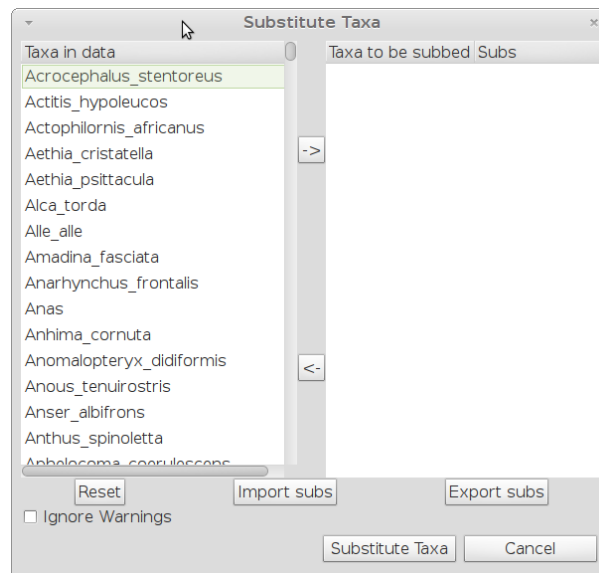 Substitute Taxa
Taxa in data
Taxa to be subbed Subs
Acrocephalus_stentoreus
Actitis_hypoleucos
Actophilornis_africanus
Aethia_cristatella
->
Aethia_psittacula
Alca_torda
Alle_alle
Amadina_fasciata
Anarhynchus_frontalis
Anas
Anhima_cornuta
Anomalopteryx_didiformis
<-
Anous_tenuirostris
Anser_albifrons
Anthus_spinoletta
Aphelocoma_coerulescens
Reset
Import subs
Export subs
Ignore Warnings
Substitute Taxa
Cancel